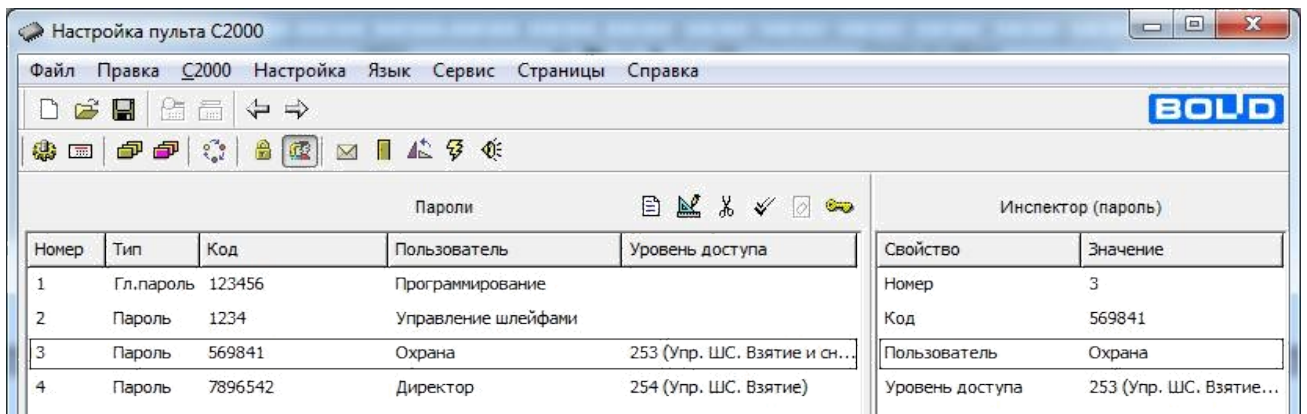 Настройка пульта С2000
Файл Правка С2000 Настройка Язык Сервис Страницы Справка
BOLID
Пароли Инспектор (пароль)
Номер Тип Код Пользователь Уровень доступа Свойство Значение
1 Гл.пароль 123456 Программирование Номер 3
2 Пароль 1234 Управление шлейфами Код 569841
3 Пароль 569841 Охрана 253 (Упр. ШС. Взятие и сн... Пользователь Охрана
4 Пароль 7896542 Директор 254 (Упр. ШС. Взятие) Уровень доступа 253 (Упр. ШС. Взятие...